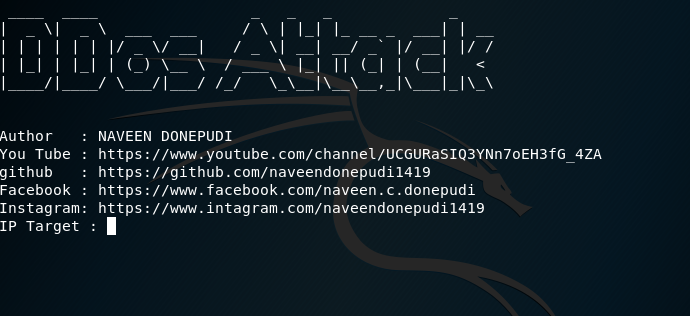 DDos Attack
Author   : NAVEEN DONEPUDI
You Tube : https://www.youtube.com/channel/UCGURaSIQ3YNn7oEH3fG_4ZA
github   : https://github.com/naveendonepudi1419
Facebook : https://www.facebook.com/naveen.c.donepudi
Instagram: https://www.intagram.com/naveendonepudi1419
IP Target :